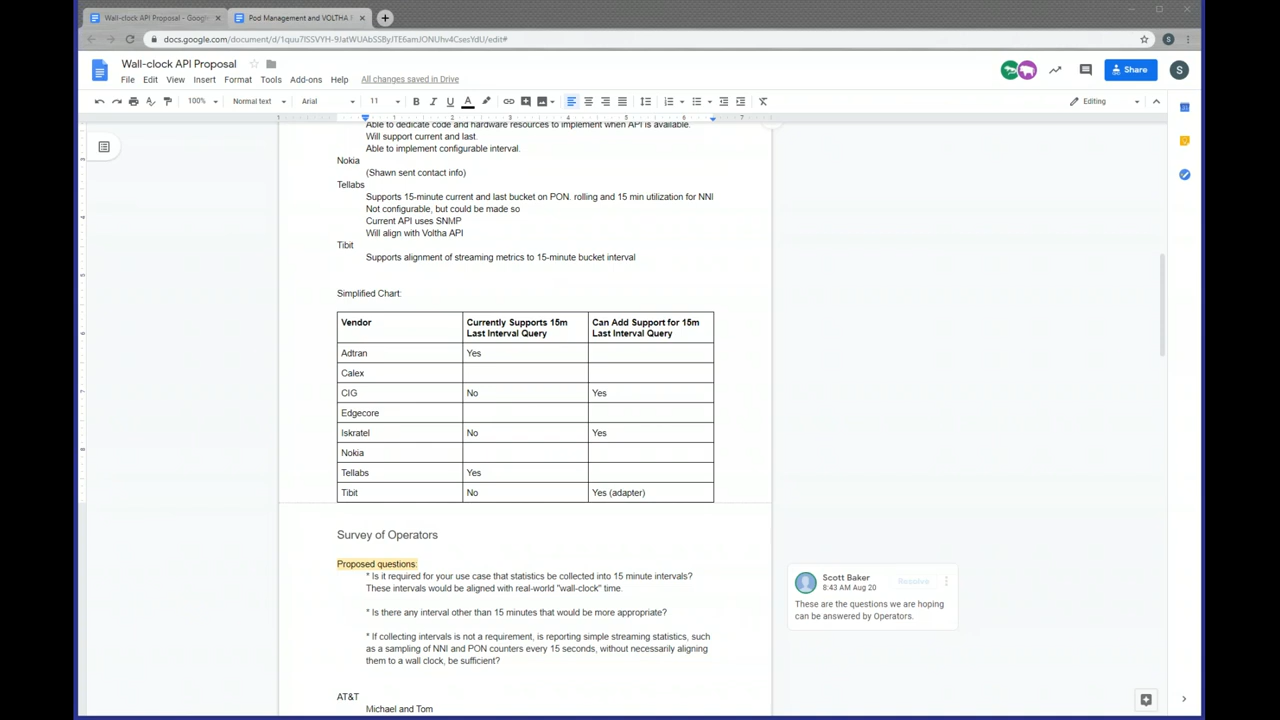 Wall-clock API Proposal - Google
Pod Management and VOLTHA
docs.google.com/document/d/1quu7lSSVYH-9JatWUAbSSByJTE6amJONUhv4CsesYdU/edit#
S
Wall-clock API Proposal
File Edit View Insert Format Tools Add-ons Help All changes saved in Drive
Share
S
100% Normal text Arial 11 Editing
1 1 2 3 4 5 6 7
Able to dedicate code and hardware resources to implement when API is available.
Will support current and last.
Able to implement configurable interval.
Nokia
(Shawn sent contact info)
Tellabs
Supports 15-minute current and last bucket on PON. rolling and 15 min utilization for NNI
Not configurable, but could be made so
Current API uses SNMP
Will align with Voltha API
Tibit
Supports alignment of streaming metrics to 15-minute bucket interval
Simplified Chart:
Vendor Currently Supports 15m Last Interval Query Can Add Support for 15m Last Interval Query
Adtran Yes
Calex
CIG No Yes
Edgecore
Iskratel No Yes
Nokia
Tellabs Yes
Tibit No Yes (adapter)
Survey of Operators
Proposed questions:
* Is it required for your use case that statistics be collected into 15 minute intervals?
These intervals would be aligned with real-world "wall-clock" time.
* Is there any interval other than 15 minutes that would be more appropriate?
* If collecting intervals is not a requirement, is reporting simple streaming statistics, such
as a sampling of NNI and PON counters every 15 seconds, without necessarily aligning
them to a wall clock, be sufficient?
AT&T
Michael and Tom
Scott Baker
Resolve
8:43 AM Aug 20
These are the questions we are hoping
can be answered by Operators.